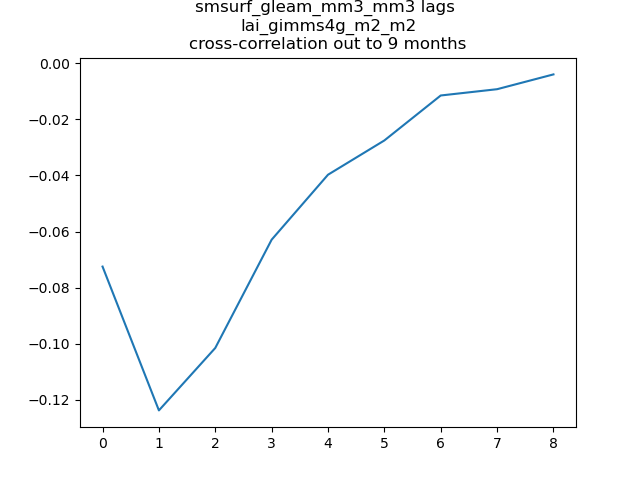 smsurf_gleam_mm3_mm3 lags
lai_gimms4g_m2_m2
cross-correlation out to 9 months
0.00
−0.02
−0.04
−0.06
−0.08
−0.10
−0.12
0 1 2 3 4 5 6 7 8